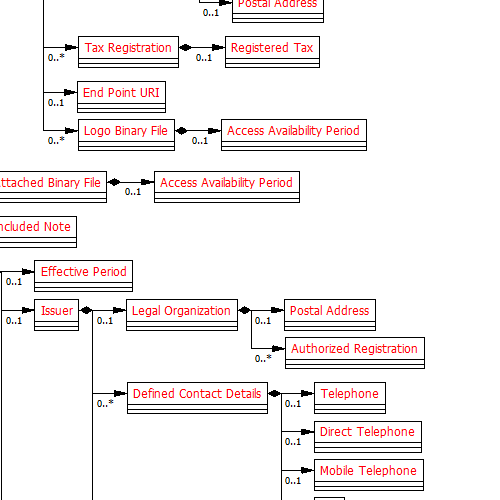 Postal Address
0..1
Tax Registration
Registered Tax
0..*
0..1
End Point URI
0..1
Logo Binary File
Access Availability Period
0..*
0..1
ttached Binary File
Access Availability Period
0..1
ncluded Note
Effective Period
0..1
Issuer
Legal Organization
Postal Address
0..1
0..1
0..1
Authorized Registration
0..*
Defined Contact Details
Telephone
0..*
0..1
Direct Telephone
0..1
Mobile Telephone
0..1